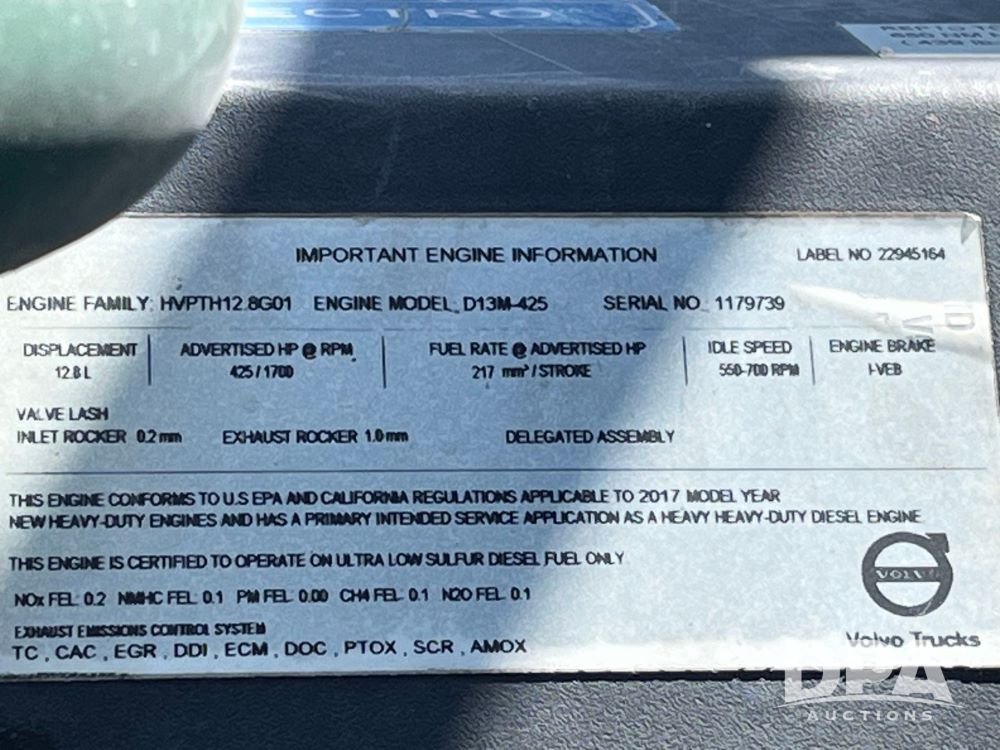 ECTRO
IMPORTANT ENGINE INFORMATION LABEL NO 22945164
ENGINE FAMILY: HVPTH12.8G01 ENGINE MODEL: D13M-425 SERIAL NO. 1179739
DISPLACEMENT ADVERTISED HP @ RPM FUEL RATE @ ADVERTISED HP IDLE SPEED ENGINE BRAKE
12.8 L 425 / 1700 217 mm³ / STROKE 550-700 RPM I-VEB
VALVE LASH
INLET ROCKER 0.2 mm EXHAUST ROCKER 1.0 mm DELEGATED ASSEMBLY
THIS ENGINE CONFORMS TO U.S EPA AND CALIFORNIA REGULATIONS APPLICABLE TO 2017 MODEL YEAR
NEW HEAVY-DUTY ENGINES AND HAS A PRIMARY INTENDED SERVICE APPLICATION AS A HEAVY HEAVY-DUTY DIESEL ENGINE
THIS ENGINE IS CERTIFIED TO OPERATE ON ULTRA LOW SULFUR DIESEL FUEL ONLY
NOx FEL: 0.2 NMHC FEL: 0.1 PM FEL: 0.00 CH4 FEL: 0.1 N2O FEL: 0.1
EXHAUST EMISSIONS CONTROL SYSTEM
TC , CAC , EGR , DDI , ECM , DOC , PTOX , SCR , AMOX
VOLVO
Volvo Trucks
DPA
AUCTIONS